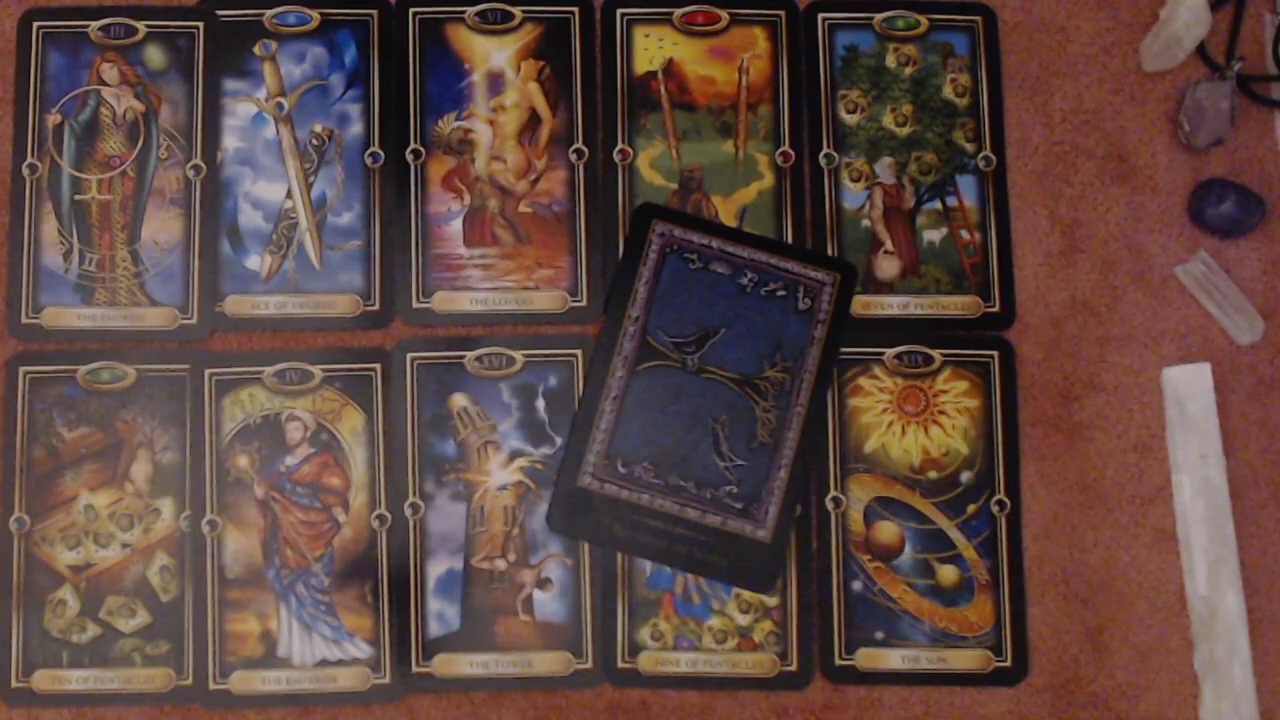 III
THE EMPRESS
ACE OF SWORDS
VI
THE LOVERS
SEVEN OF PENTACLES
TEN OF PENTACLES
IV
THE EMPEROR
XVI
THE TOWER
NINE OF PENTACLES
XIX
THE SUN